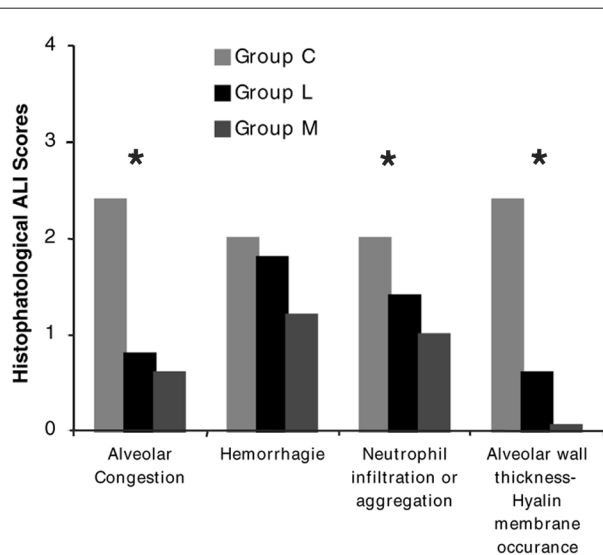 Histophatological ALI Scores
4
3
2
1
0
Group C
Group L
Group M
*
*
*
Alveolar
Congestion
Hemorrhagie
Neutrophil
infiltration or
aggregation
Alveolar wall
thickness-
Hyalin
membrane
occurance